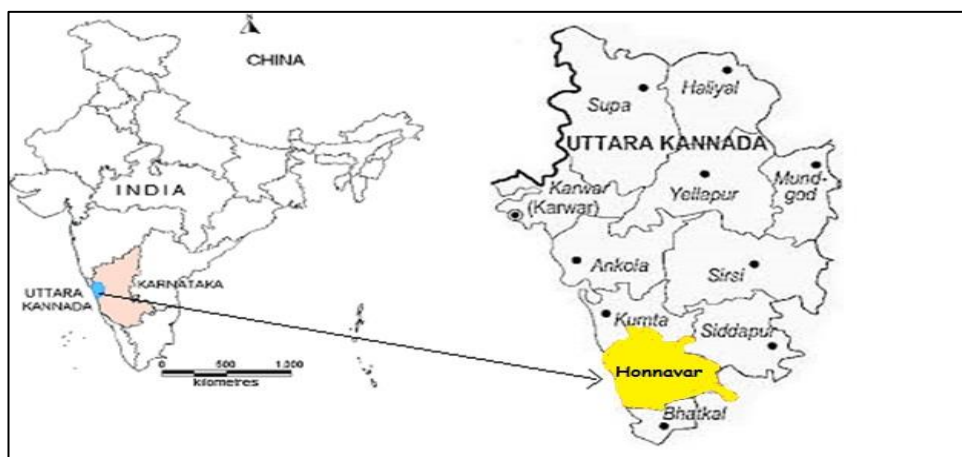 CHINA
INDIA
UTTARA
KANNADA
KARNATAKA
0 500 1,000
kilometres
Supa
Haliyal
UTTARA KANNADA
Karwar
(Karwar)
Yellapur
Mund-
god
Ankola
Sirsi
Kumta
Siddapur
Honnavar
Bhatkal